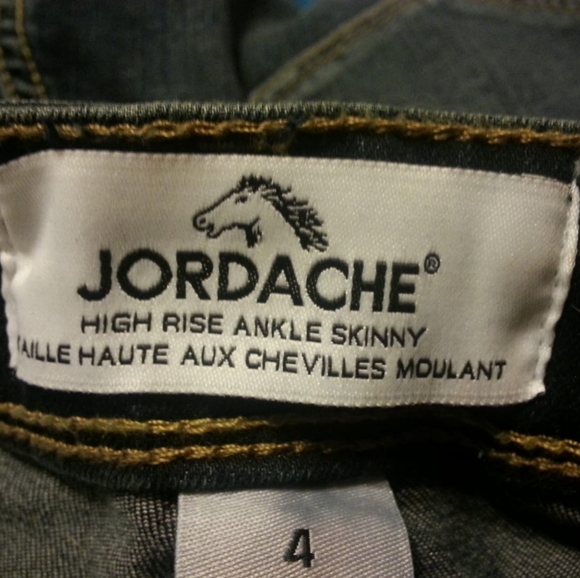 JORDACHE®
HIGH RISE ANKLE SKINNY
AILLE HAUTE AUX CHEVILLES MOULANT
4